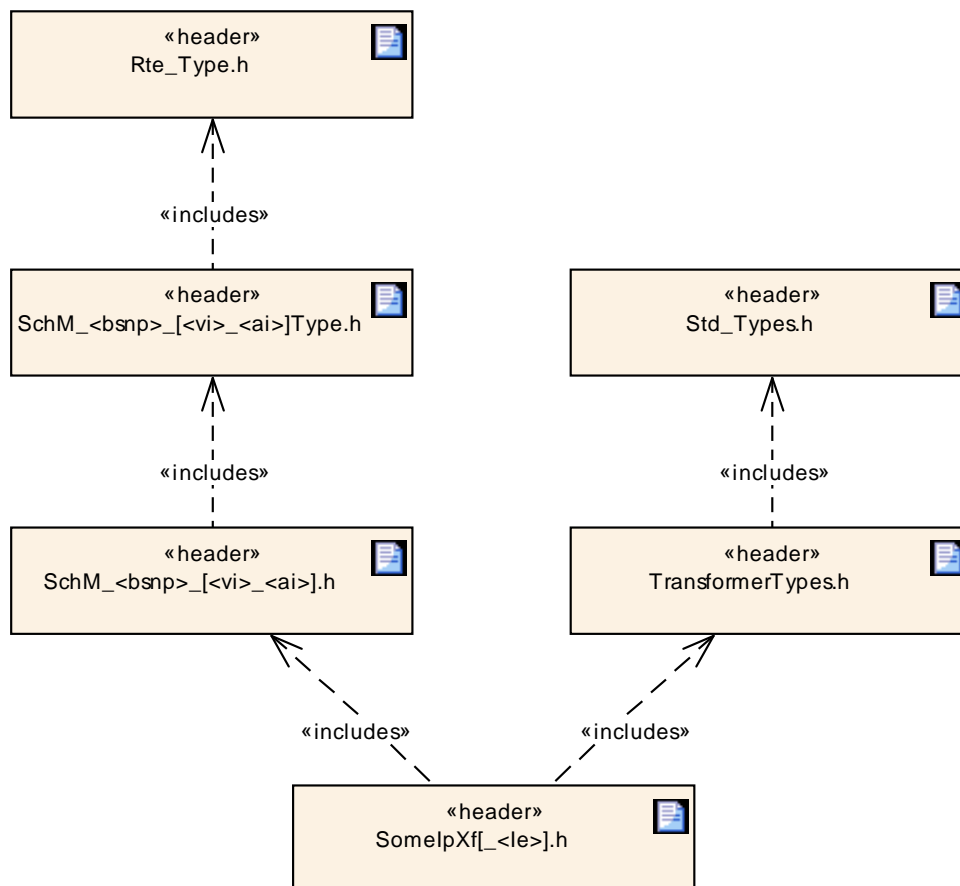 «header»
Rte_Type.h
«includes»
«header»
SchM_<bsnp>_[<vi>_<ai>]Type.h
«header»
Std_Types.h
«includes»
«includes»
«header»
SchM_<bsnp>_[<vi>_<ai>].h
«header»
TransformerTypes.h
«includes»
«includes»
«header»
SomeIpXf[_<Ie>].h